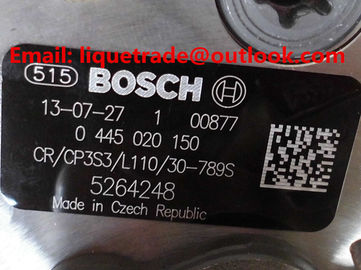 Email: liquetrade@outlook.com
515 BOSCH
13-07-27 1 00877
0 445 020 150
CR/CP3S3/L110/30-789S
5264248
Made in Czech Republic